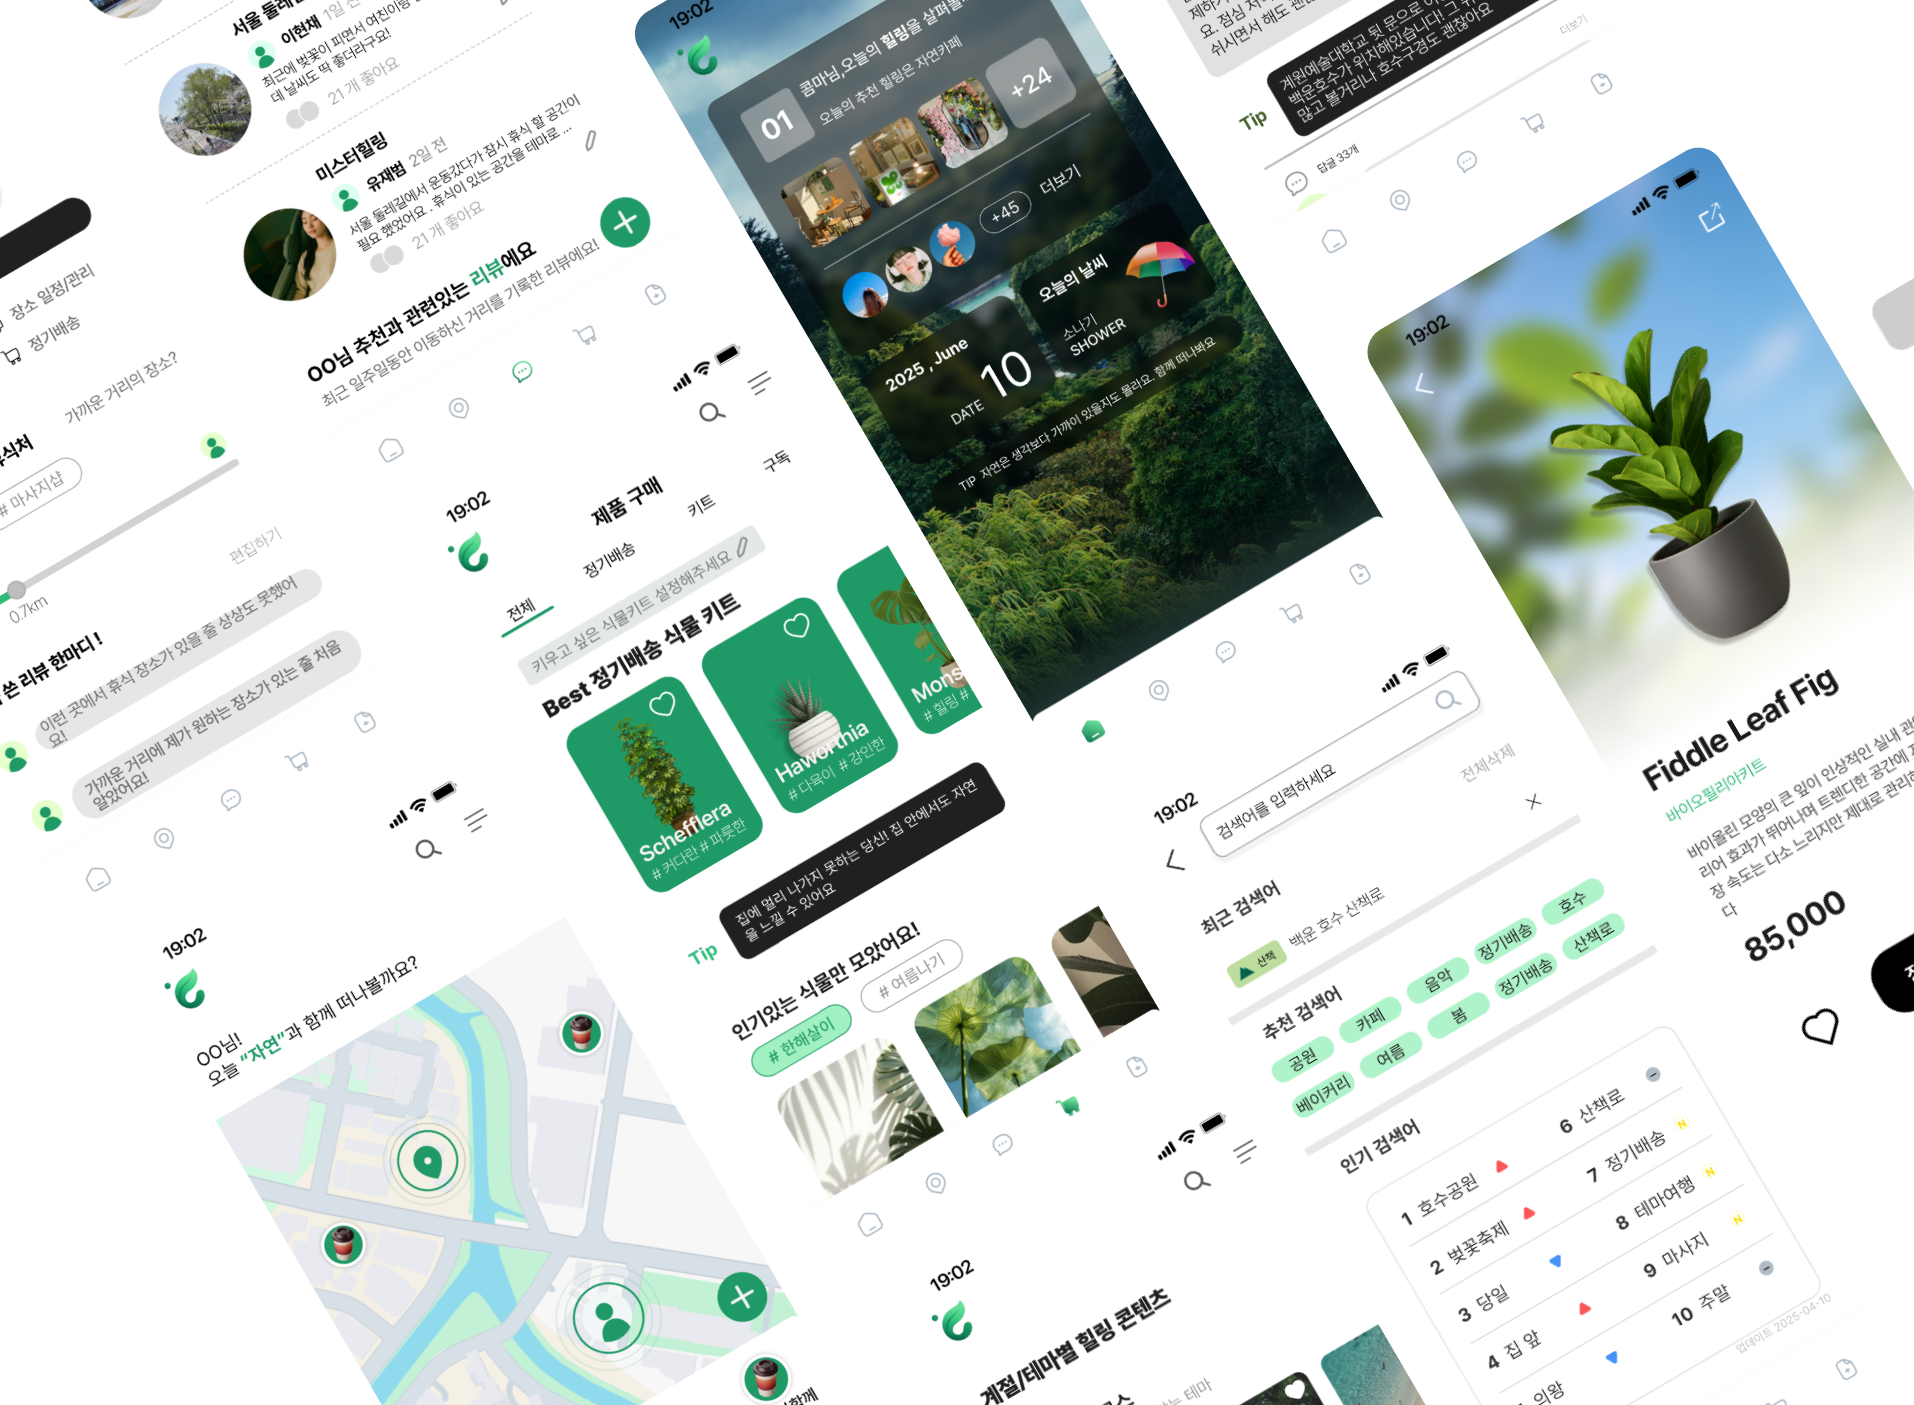 서울 둘레길
이현재 1일 전
최근에 벚꽃이 피면서 여친이랑
데 날씨도 딱 좋더라구요!
21 개 좋아요
미스터힐링
유재범 2일 전
서울 둘레길에서 운동갔다가 잠시 휴식 할 공간이
필요 했었어요 . 휴식이 있는 공간을 테마로 ...
21 개 좋아요
OO님 추천과 관련있는 리뷰에요
최근 일주일동안 이동하신 거리를 기록한 리뷰에요!
장소 일정/관리
정기배송
가까운 거리의 장소?
# 마사지샵
편집하기
0.7km
쓴 리뷰 한마디 !
이런 곳에서 휴식 장소가 있을 줄 상상도 못했어
요!
가까운 거리에 제가 원하는 장소가 있는 줄 처음
알았어요!
19:02
OO님!
오늘 “자연”과 함께 떠나볼까요?
함께
19:02
제품 구매
전체
정기배송
키트
구독
키우고 싶은 식물키트 설정해주세요
Best 정기배송 식물 키트
Schefflera
# 커다란 # 파릇한
Haworthia
# 다육이 # 강인한
Mons
# 힐링 #
Tip
집에 멀리 나가지 못하는 당신! 집 안에서도 자연
을 느낄 수 있어요
인기있는 식물만 모았어요!
# 한해살이
# 여름나기
19:02
01
콤마님,오늘의 힐링을 살펴볼
오늘의 추천 힐링은 자연카페
+24
+45
더보기
2025 , June
DATE
10
오늘의 날씨
소나기
SHOWER
TIP 자연은 생각보다 가까이 있을지도 몰라요. 함께 떠나봐요
19:02
계절/테마별 힐링 콘텐츠
는 테마
19:02
검색어를 입력하세요
최근 검색어
전체삭제
산책
백운 호수 산책로
추천 검색어
공원
카페
음악
정기배송
호수
베이커리
여름
봄
정기배송
산책로
인기 검색어
1 호수공원
2 벚꽃축제
3 당일
4 집 앞
의왕
6 산책로
7 정기배송
N
8 테마여행
N
9 마사지
N
10 주말
업데이트 2025-04-10
요. 점심
쉬시면서 해도 괜찮
Tip
계원예술대학교 뒷 문으로
백운호수가 위치해있습니다! 그
많고 볼거리나 호수구경도 괜찮아요
더보기
답글 33개
19:02
Fiddle Leaf Fig
바이오필리아키트
바이올린 모양의 큰 잎이 인상적인 실내 관
리어 효과가 뛰어나며 트렌디한 공간에
장 속도는 다소 느리지만 제대로 관리
다
85,000